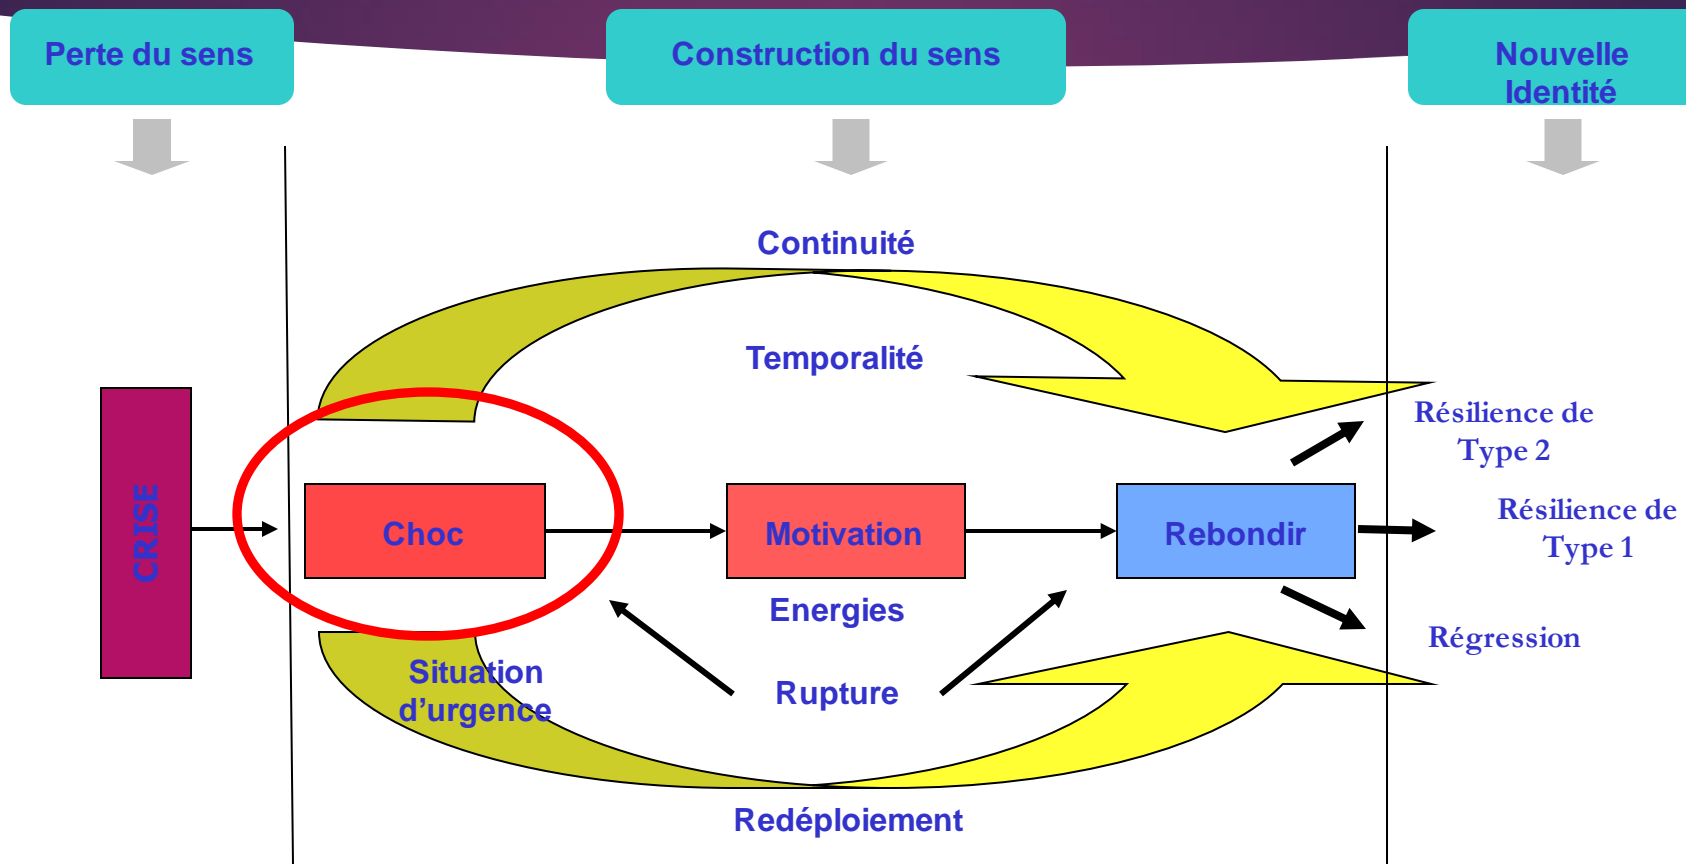 Perte du sens
Construction du sens
Nouvelle
Identité
Continuité
Temporalité
Résilience de
Type 2
CRISE
Choc
Motivation
Rebondir
Résilience de
Type 1
Energies
Régression
Situation
d’urgence
Rupture
Redéploiement